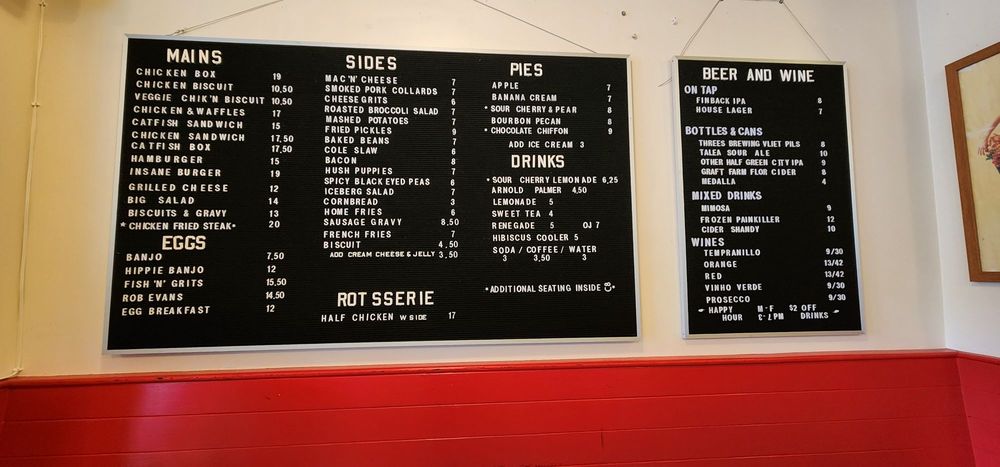 MAINS
CHICKEN BOX 19
CHICKEN BISCUIT 10,50
VEGGIE CHIK'N BISCUIT 10,50
CHICKEN & WAFFLES 17
CATFISH SANDWICH 15
CHICKEN SANDWICH 17,50
CATFISH BOX 17,50
HAMBURGER 15
INSANE BURGER 19
GRILLED CHEESE 12
BIG SALAD 14
BISCUITS & GRAVY 13
* CHICKEN FRIED STEAK* 20
EGGS
BANJO 7,50
HIPPIE BANJO 12
FISH 'N' GRITS 15,50
ROB EVANS 14,50
EGG BREAKFAST 12
SIDES
MAC'N'CHEESE 7
SMOKED PORK COLLARDS 7
CHEESE GRITS 6
ROASTED BROCCOLI SALAD 7
MASHED POTATOES 7
FRIED PICKLES 9
BAKED BEANS 7
COLE SLAW 6
BACON 8
HUSH PUPPIES 7
SPICY BLACK EYED PEAS 6
ICEBERG SALAD 7
CORNBREAD 3
HOME FRIES 6
SAUSAGE GRAVY 8,50
FRENCH FRIES 7
BISCUIT 4,50
ADD CREAM CHEESE & JELLY 3,50
ROTSSERIE
HALF CHICKEN W SIDE 17
PIES
APPLE 7
BANANA CREAM 7
* SOUR CHERRY & PEAR 8
BOURBON PECAN 8
* CHOCOLATE CHIFFON 9
ADD ICE CREAM 3
DRINKS
* SOUR CHERRY LEMONADE 6,25
ARNOLD PALMER 4,50
LEMONADE 5
SWEET TEA 4
RENEGADE 5 OJ 7
HIBISCUS COOLER 5
SODA / COFFEE / WATER
3 3,50 3
*ADDITIONAL SEATING INSIDE *
BEER AND WINE
ON TAP
FINBACK IPA 8
HOUSE LAGER 7
BOTTLES & CANS
THREES BREWING VLIET PILS 8
TALEA SOUR ALE 10
OTHER HALF GREEN CITY IPA 9
GRAFT FARM FLOR CIDER 8
MEDALLA 4
MIXED DRINKS
MIMOSA 9
FROZEN PAINKILLER 12
CIDER SHANDY 10
WINES
TEMPRANILLO 9/30
ORANGE 13/42
RED 13/42
VINHO VERDE 9/30
PROSECCO 9/30
HAPPY M-F $2 OFF
HOUR 7 PM DRINKS